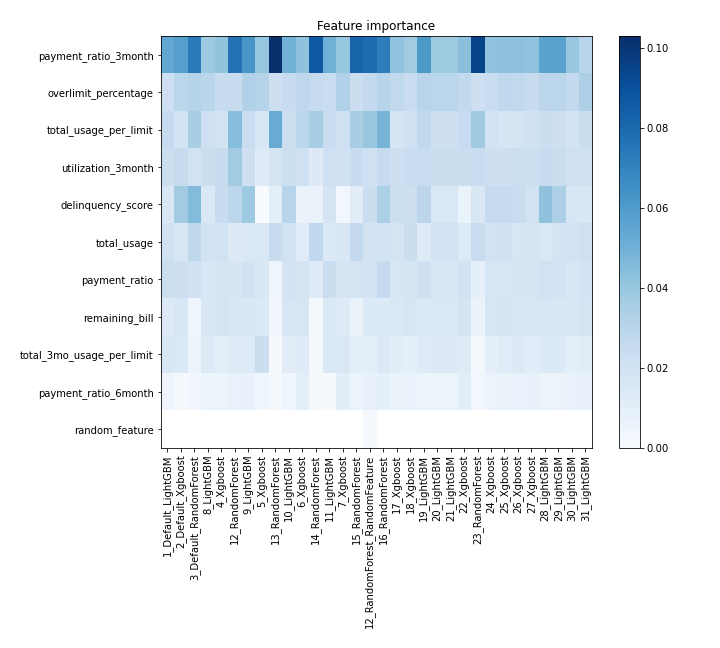 Feature importance
payment_ratio_3month
overlimit_percentage
total_usage_per_limit
utilization_3month
delinquency_score
total_usage
payment_ratio
remaining_bill
total_3mo_usage_per_limit
payment_ratio_6month
random_feature
0.10
0.08
0.06
0.04
0.02
0.00
1_Default_LightGBM
2_Default_Xgboost
3_Default_RandomForest
8_LightGBM
4_Xgboost
12_RandomForest
9_LightGBM
5_Xgboost
13_RandomForest
10_LightGBM
6_Xgboost
14_RandomForest
11_LightGBM
7_Xgboost
15_RandomForest
12_RandomForest_RandomFeature
16_RandomForest
17_Xgboost
18_Xgboost
19_LightGBM
20_LightGBM
21_LightGBM
22_Xgboost
23_RandomForest
24_Xgboost
25_Xgboost
26_Xgboost
27_Xgboost
28_LightGBM
29_LightGBM
30_LightGBM
31_LightGBM